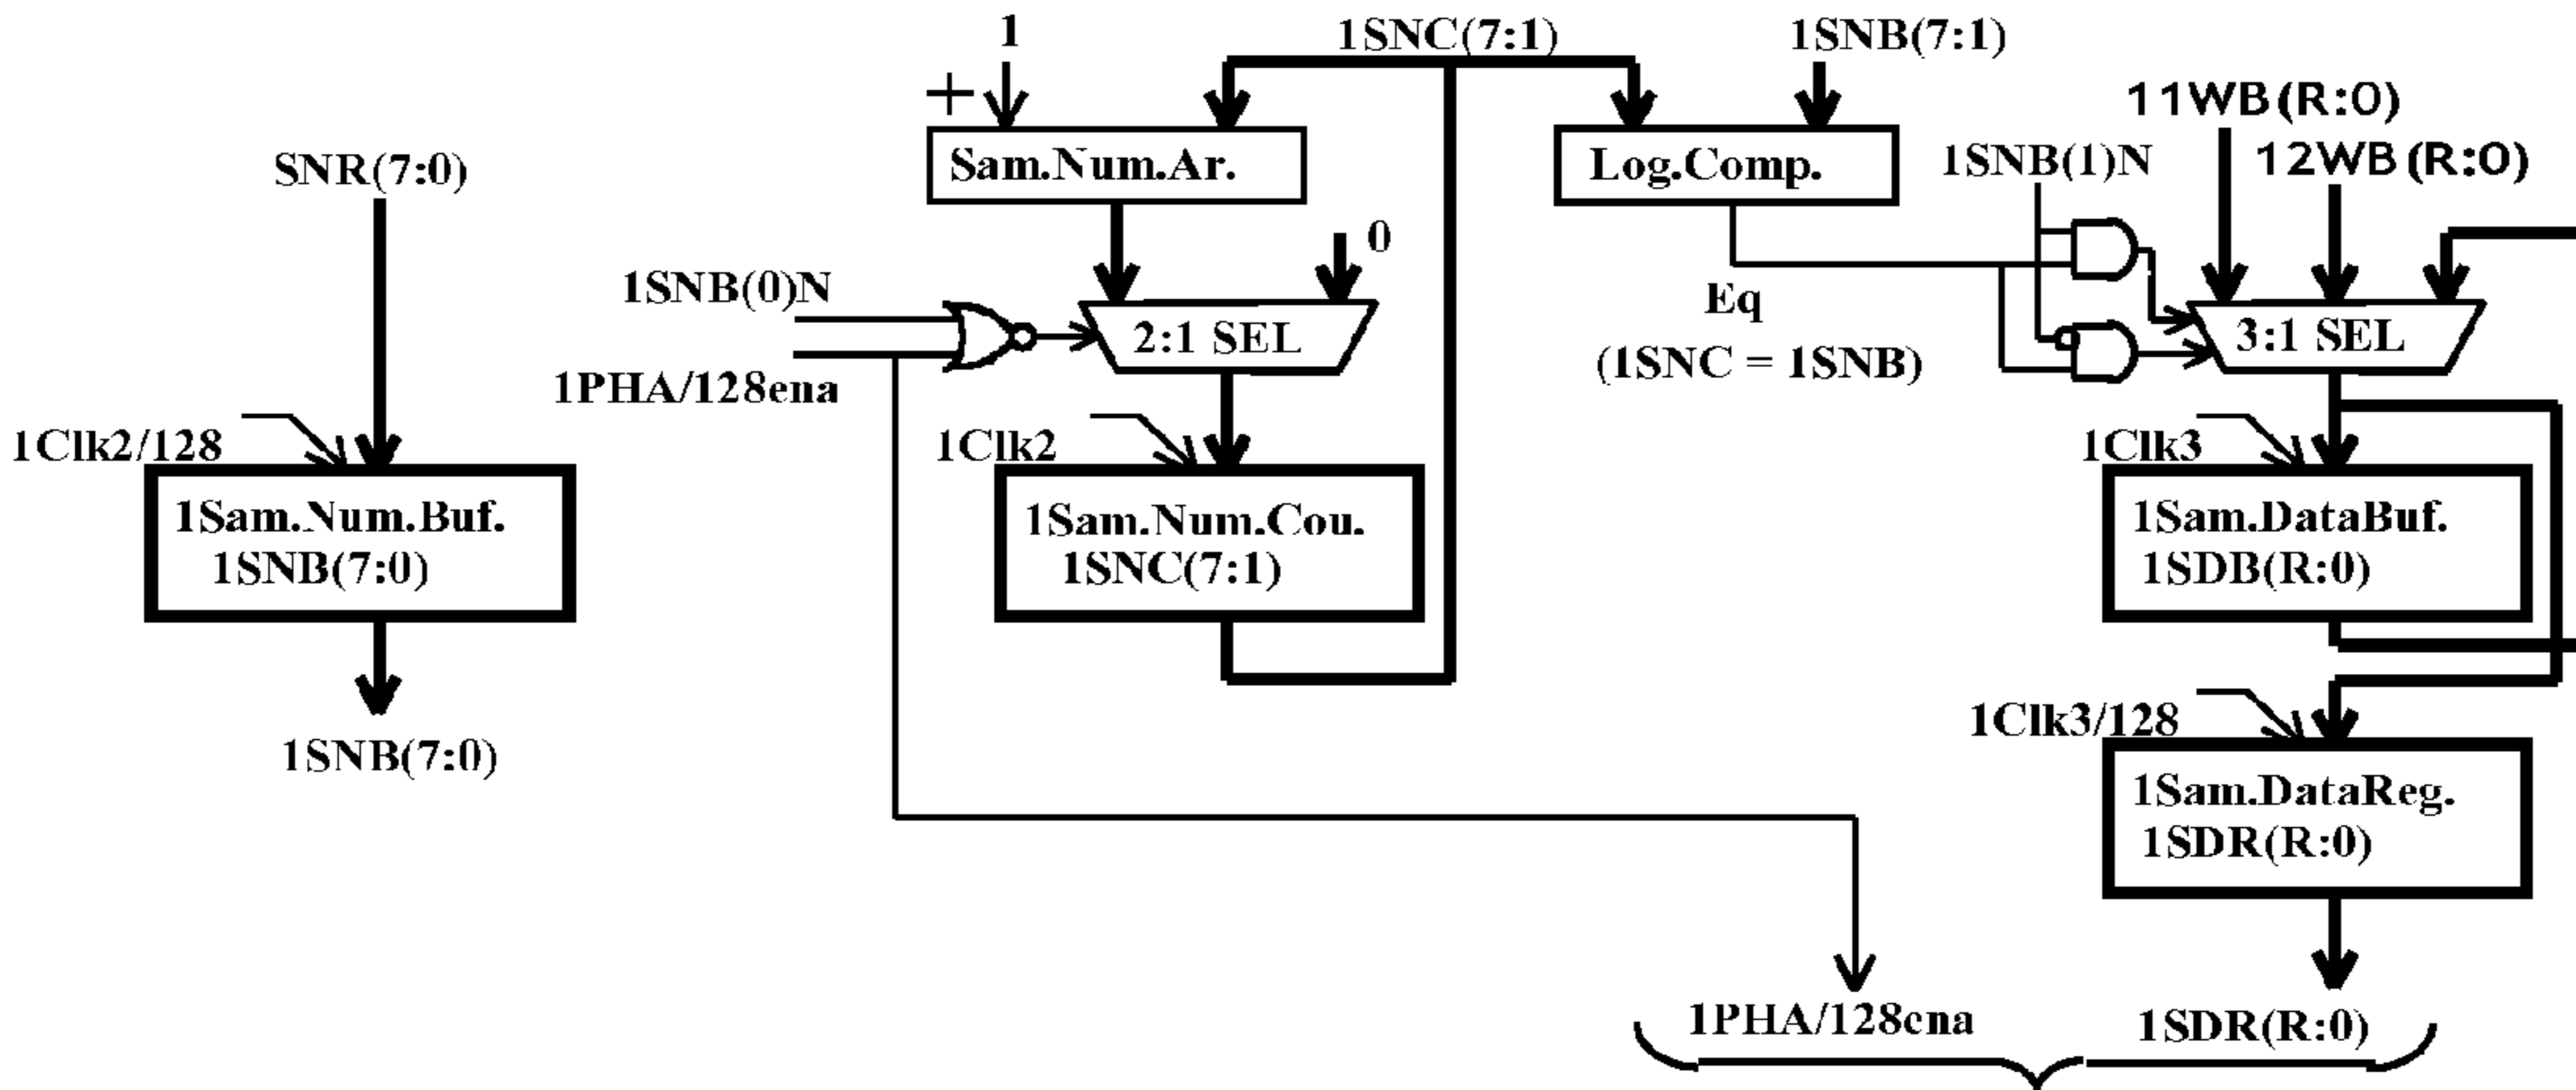 1
1SNC(7:1)
1SNB(7:1)
+
11WB(R:0)
SNR(7:0)
Sam.Num.Ar.
Log.Comp.
1SNB(1)N
12WB(R:0)
0
1SNB(0)N
2:1 SEL
Eq
3:1 SEL
1PHA/128ena
(1SNC = 1SNB)
1Clk2/128
1Clk2
1Clk3
1Sam.Num.Buf.
1SNB(7:0)
1Sam.Num.Cou.
1SNC(7:1)
1Sam.DataBuf.
1SDB(R:0)
1SNB(7:0)
1Clk3/128
1Sam.DataReg.
1SDR(R:0)
1PHA/128cna
1SDR(R:0)